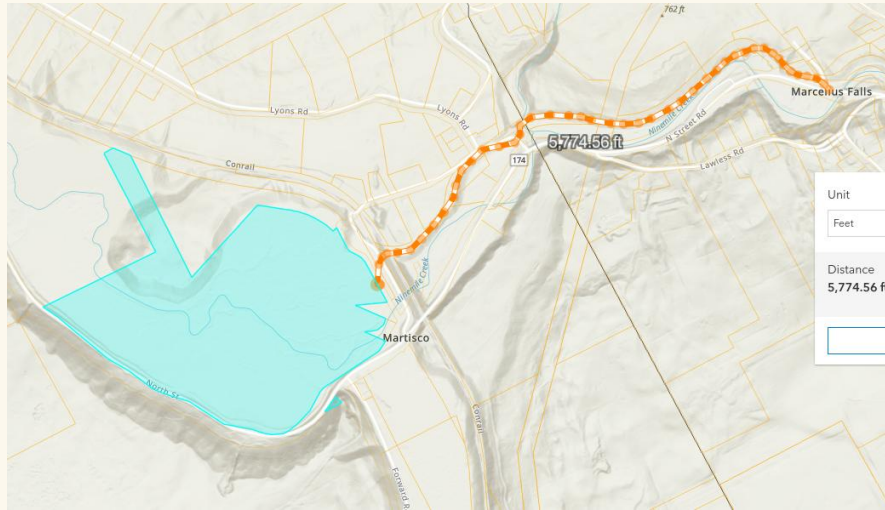 762 ft
Marcellus Falls
Lyons Rd
Lyons Rd
Ninemile Creek
N Street Rd
5,774.56 ft
174
Lawless Rd
Conrail
Unit
Feet
Distance
5,774.56 ft
Ninemile Creek
Martisco
North St
Conrail
Forward R